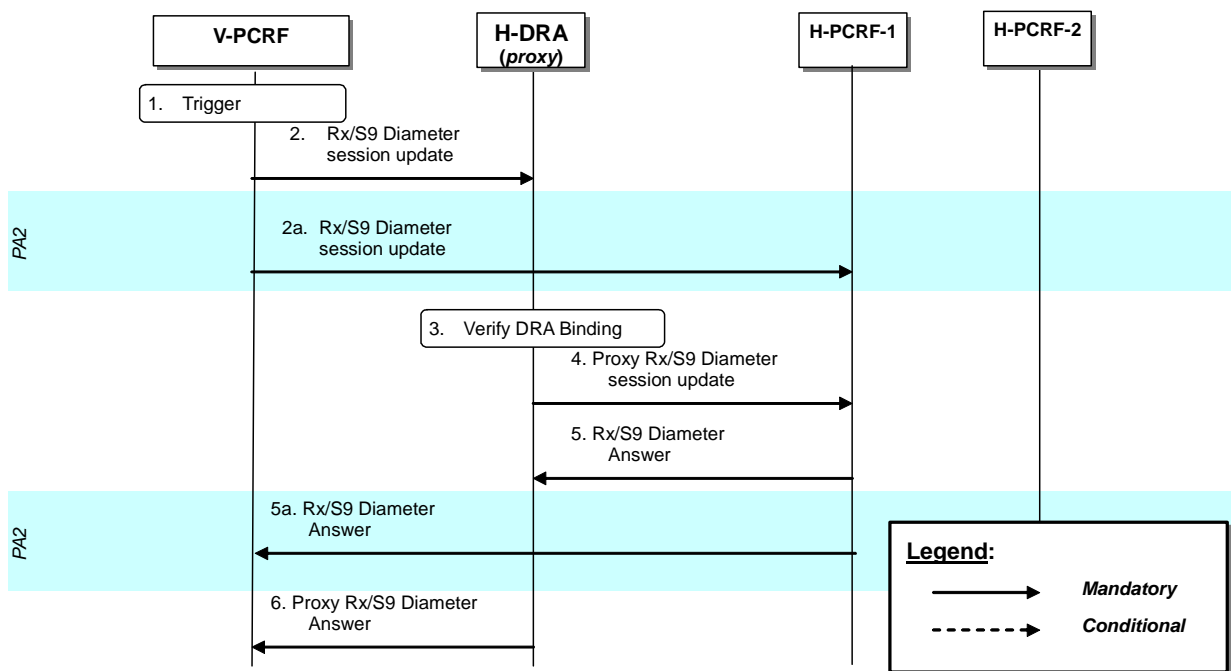 V-PCRF
H-DRA
(proxy)
H-PCRF-1
H-PCRF-2
1. Trigger
2. Rx/S9 Diameter
session update
PA2
2a. Rx/S9 Diameter
session update
3. Verify DRA Binding
4. Proxy Rx/S9 Diameter
session update
5. Rx/S9 Diameter
Answer
PA2
5a. Rx/S9 Diameter
Answer
6. Proxy Rx/S9 Diameter
Answer
Legend:
Mandatory
Conditional